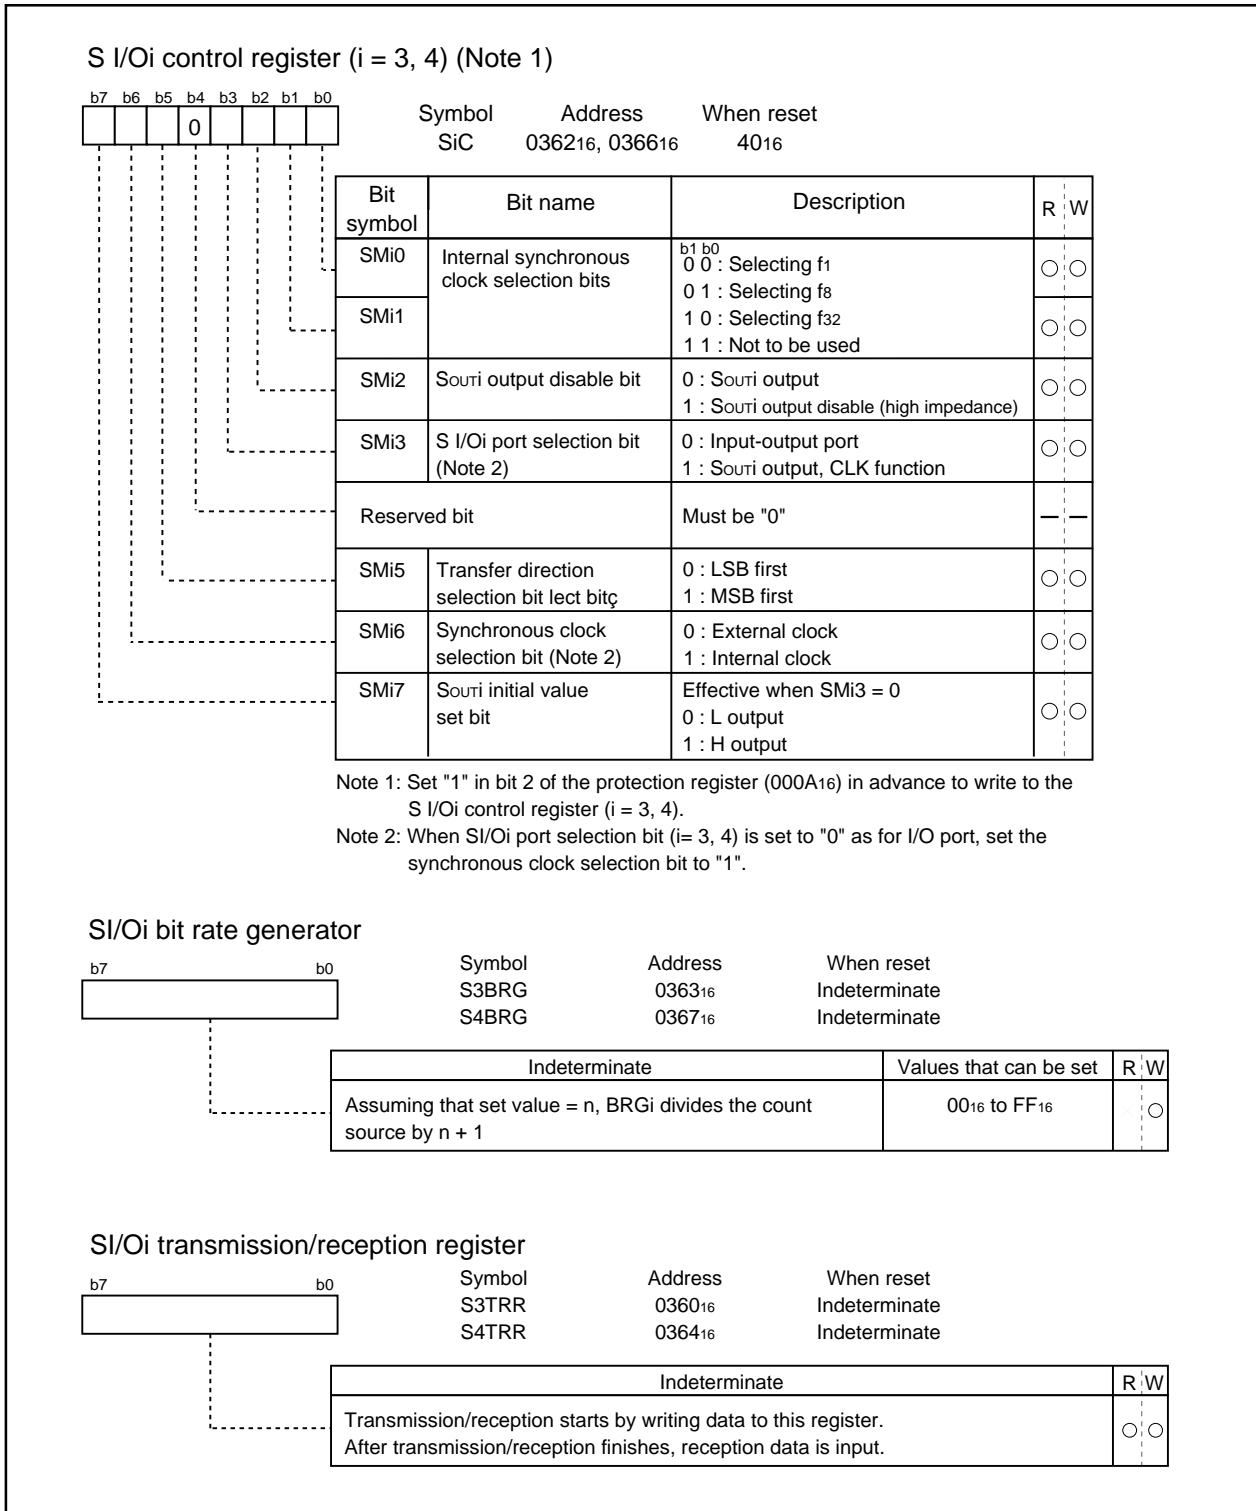 S I/Oi control register (i = 3, 4) (Note 1)
b7 b6 b5 b4 b3 b2 b1 b0
0
Symbol Address When reset
SiC 036216, 036616 4016
Bit symbol Bit name Description R W
SMi0 Internal synchronous clock selection bits b1 b0
0 0 : Selecting f1
0 1 : Selecting f8
SMi1 1 0 : Selecting f32
1 1 : Not to be used
SMi2 SOUTi output disable bit 0 : SOUTi output
1 : SOUTi output disable (high impedance)
SMi3 S I/Oi port selection bit 0 : Input-output port
(Note 2) 1 : SOUTi output, CLK function
Reserved bit Must be "0" — —
SMi5 Transfer direction 0 : LSB first
selection bit lect bitç 1 : MSB first
SMi6 Synchronous clock 0 : External clock
selection bit (Note 2) 1 : Internal clock
SMi7 SOUTi initial value Effective when SMi3 = 0
set bit 0 : L output
1 : H output
Note 1: Set "1" in bit 2 of the protection register (000A16) in advance to write to the
S I/Oi control register (i = 3, 4).
Note 2: When SI/Oi port selection bit (i= 3, 4) is set to "0" as for I/O port, set the
synchronous clock selection bit to "1".
SI/Oi bit rate generator
b7 b0
Symbol Address When reset
S3BRG 036316 Indeterminate
S4BRG 036716 Indeterminate
Indeterminate Values that can be set R W
Assuming that set value = n, BRGi divides the count 0016 to FF16
source by n + 1
SI/Oi transmission/reception register
b7 b0
Symbol Address When reset
S3TRR 036016 Indeterminate
S4TRR 036416 Indeterminate
Indeterminate R W
Transmission/reception starts by writing data to this register.
After transmission/reception finishes, reception data is input.